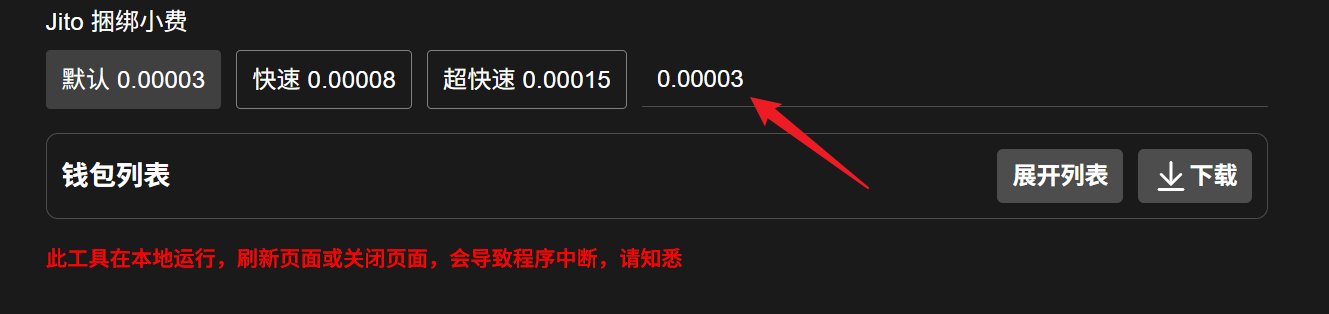 Jito 捆绑小费
默认 0.00003 快速 0.00008 超快速 0.00015 0.00003
钱包列表 展开列表 下载
此工具在本地运行，刷新页面或关闭页面，会导致程序中断，请知悉